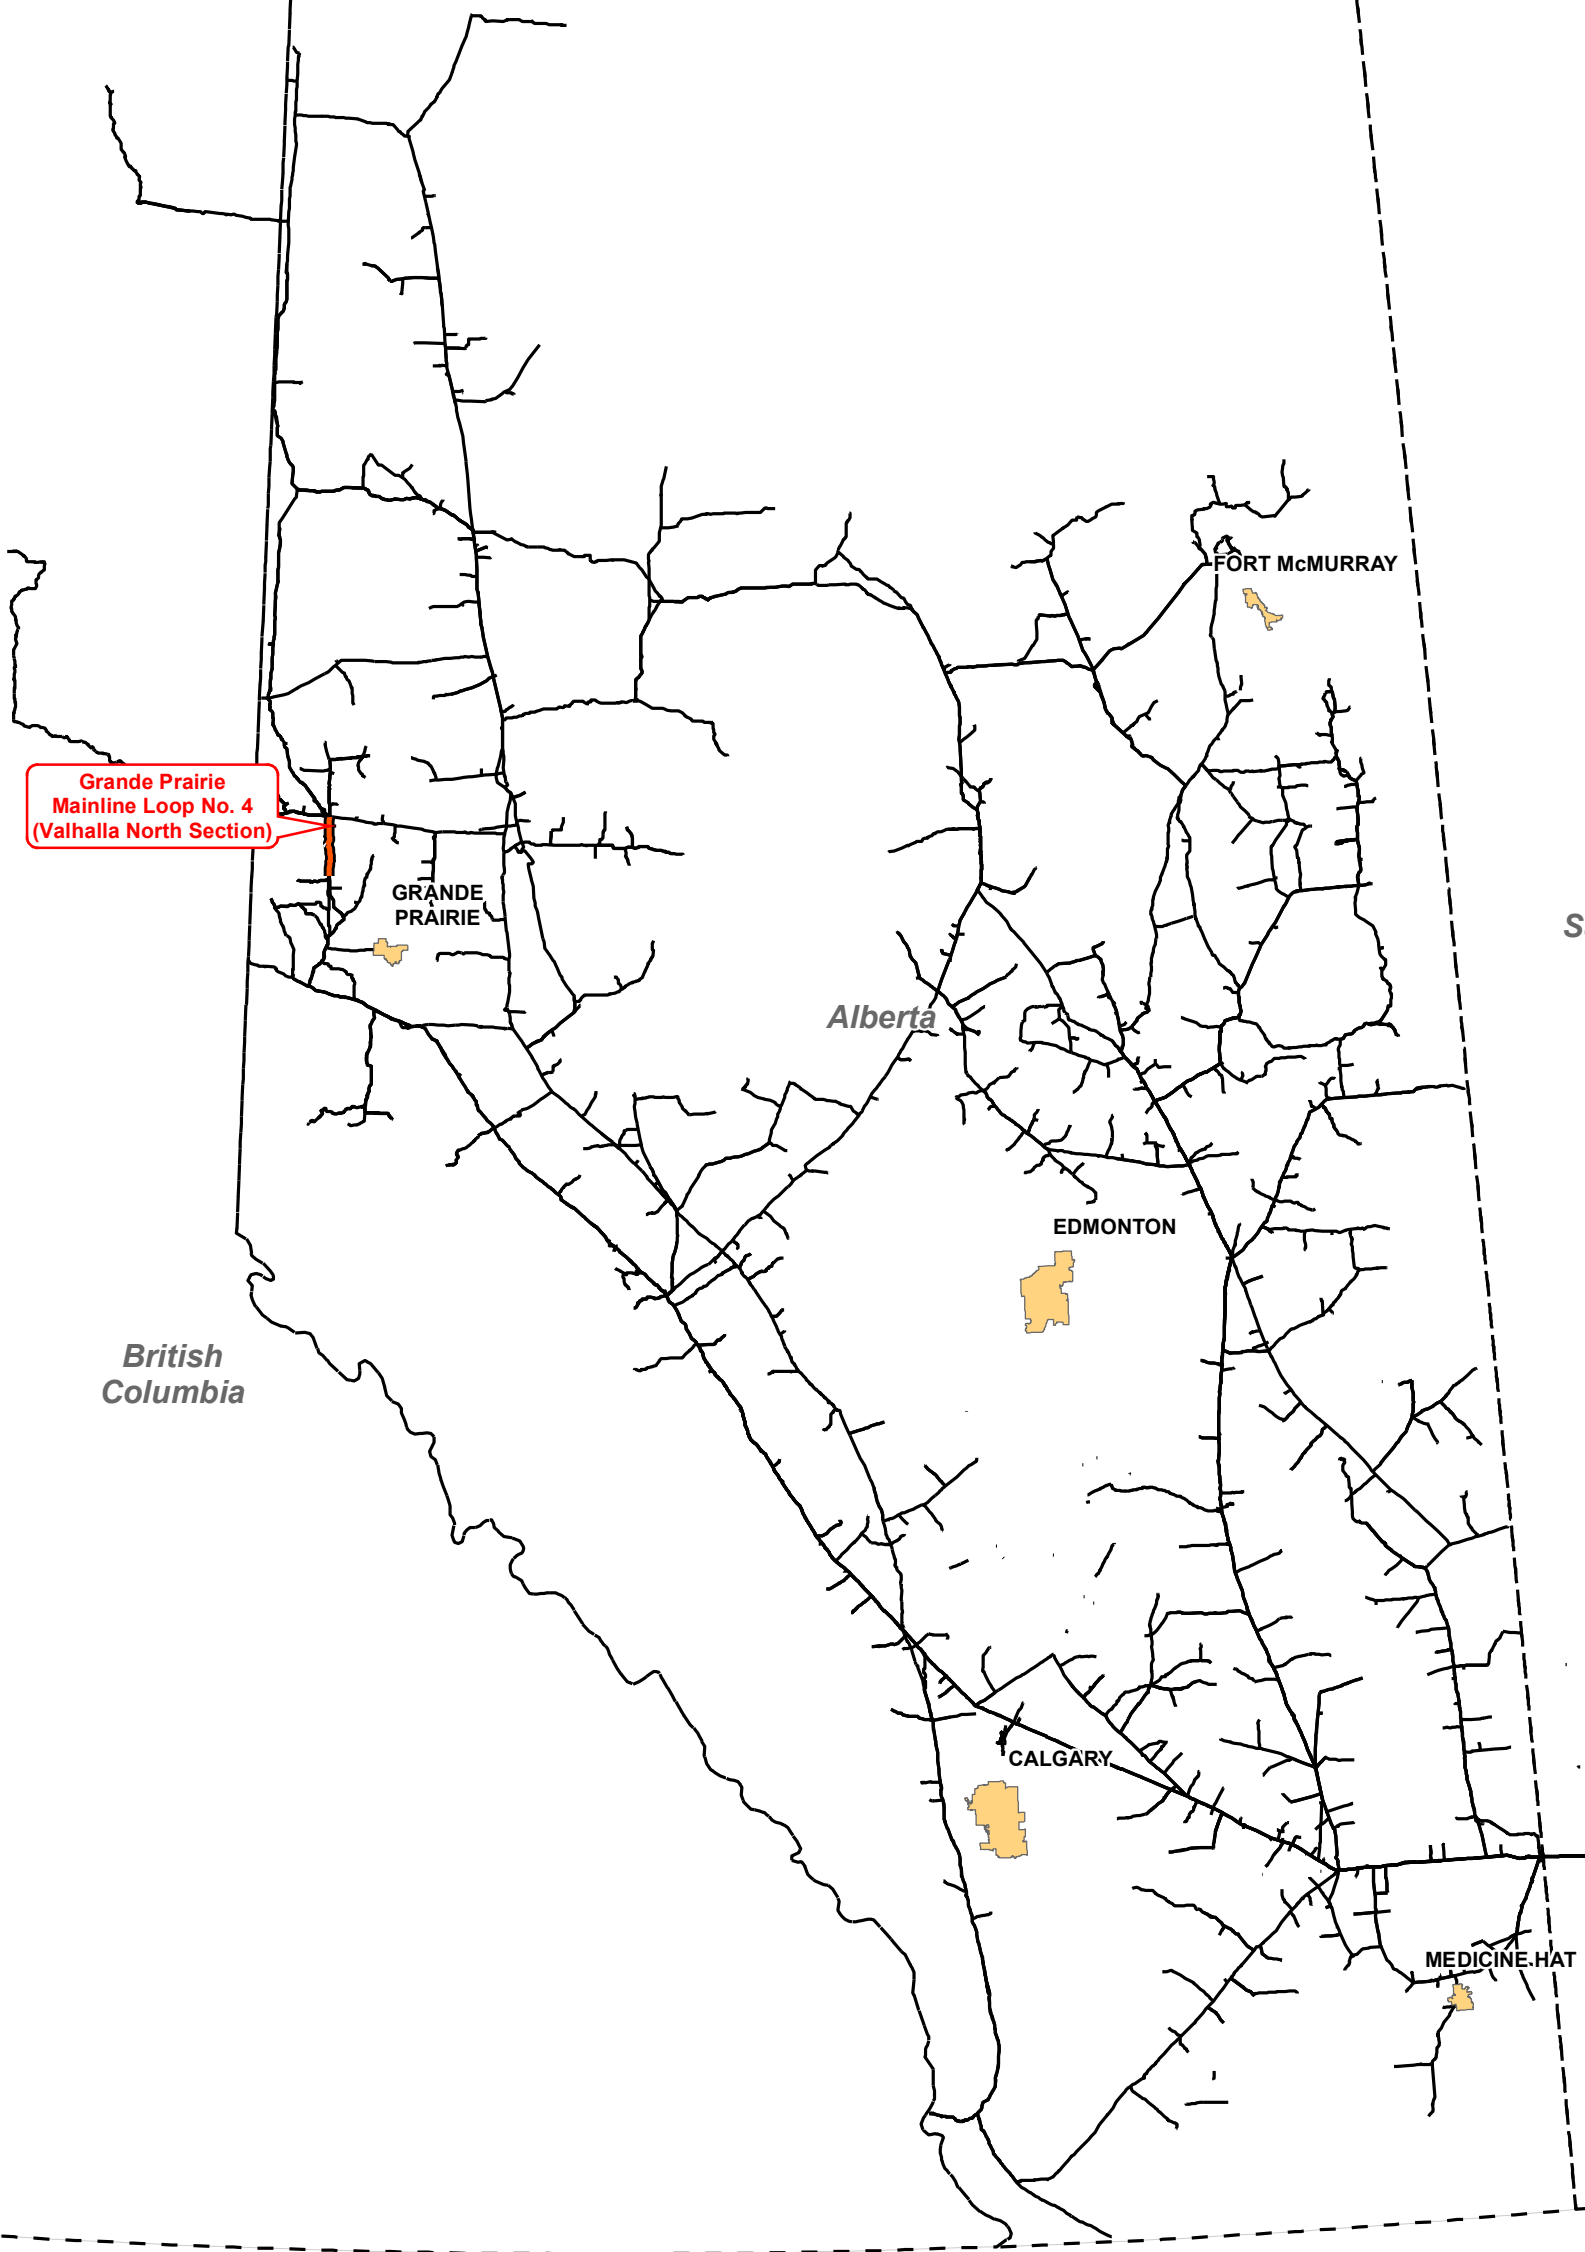 FORT McMURRAY
Grande Prairie
Mainline Loop No. 4
(Valhalla North Section)
GRANDE
PRAIRIE
Alberta
EDMONTON
British
Columbia
CALGARY
MEDICINE HAT